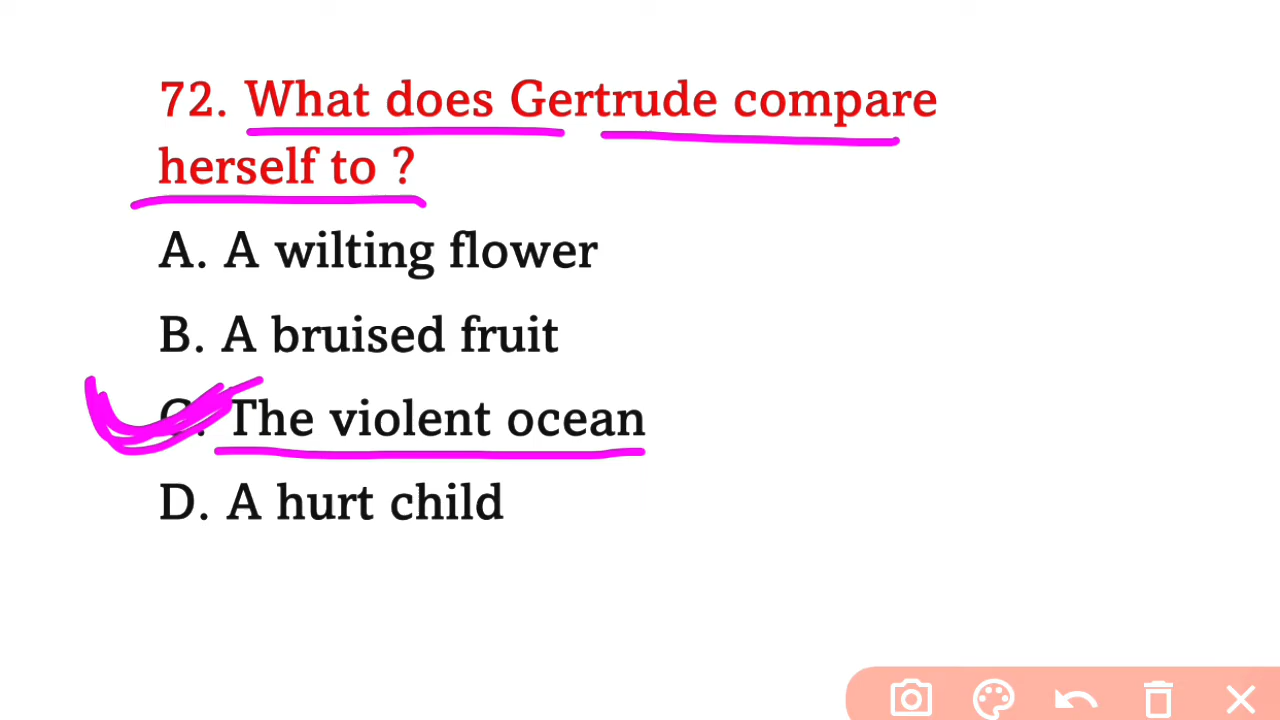 72. What does Gertrude compare
herself to ?
A. A wilting flower
B. A bruised fruit
C. The violent ocean
D. A hurt child